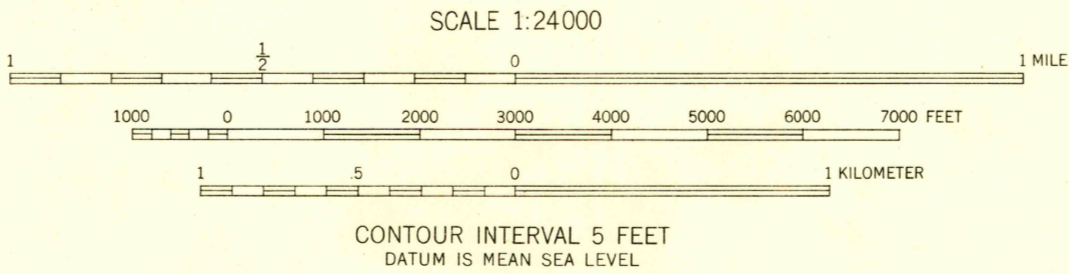 SCALE 1:24000
1 1/2 0 1 MILE
1000 0 1000 2000 3000 4000 5000 6000 7000 FEET
1 .5 0 1 KILOMETER
CONTOUR INTERVAL 5 FEET
DATUM IS MEAN SEA LEVEL